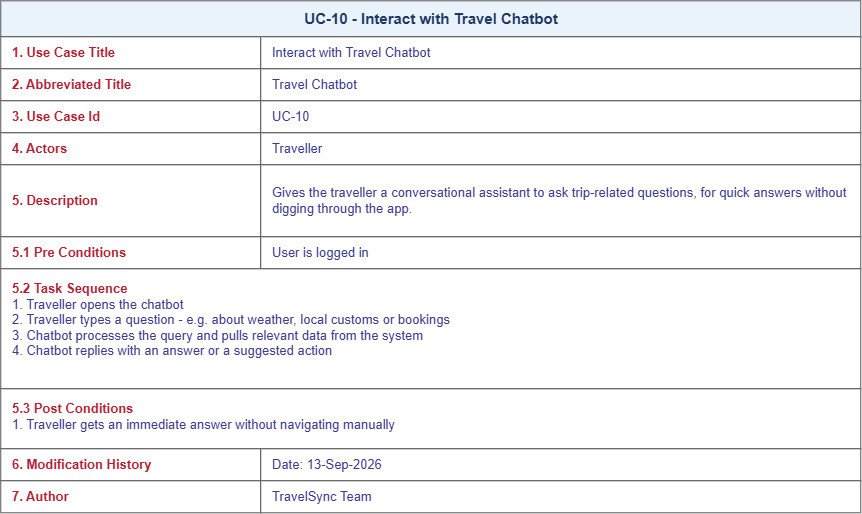 UC-10 - Interact with Travel Chatbot
1. Use Case Title
Interact with Travel Chatbot
2. Abbreviated Title
Travel Chatbot
3. Use Case Id
UC-10
4. Actors
Traveller
5. Description
Gives the traveller a conversational assistant to ask trip-related questions, for quick answers without
digging through the app.
5.1 Pre Conditions
User is logged in
5.2 Task Sequence
1. Traveller opens the chatbot
2. Traveller types a question - e.g. about weather, local customs or bookings
3. Chatbot processes the query and pulls relevant data from the system
4. Chatbot replies with an answer or a suggested action
5.3 Post Conditions
1. Traveller gets an immediate answer without navigating manually
6. Modification History
Date: 13-Sep-2026
7. Author
TravelSync Team